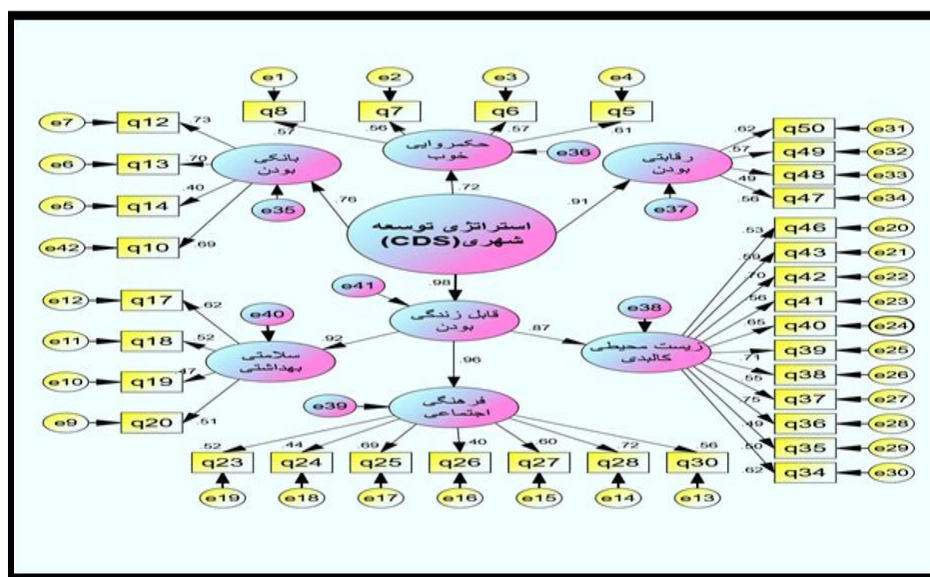 e1
e2
e3
e4
q8
q7
q6
q5
.57
.56
.57
.61
e7
q12
.73
e6
q13
.70
e5
q14
.40
e42
q10
.69
بانکی
بودن
e35
.76
حکمروایی
خوب
e36
.72
رقابتی
بودن
e37
.91
.62
q50
e31
.57
q49
e32
.49
q48
e33
.56
q47
e34
استراتژی توسعه
شهری(CDS)
.98
e41
قابل زندگی
بودن
.92
.96
.87
e12
q17
.62
e11
q18
.52
e10
q19
.47
e9
q20
.51
e40
سلامتی
بهداشتی
e38
زیست محیطی
کالبدی
.53
q46
e20
.59
q43
e21
.70
q42
e22
.56
q41
e23
.65
q40
e24
.71
q39
e25
.55
q38
e26
.75
q37
e27
.49
q36
e28
q35
e29
.62
q34
e30
e39
فرهنگی
اجتماعی
.52
.44
.69
.40
.60
.72
.56
q23
q24
q25
q26
q27
q28
q30
e19
e18
e17
e16
e15
e14
e13